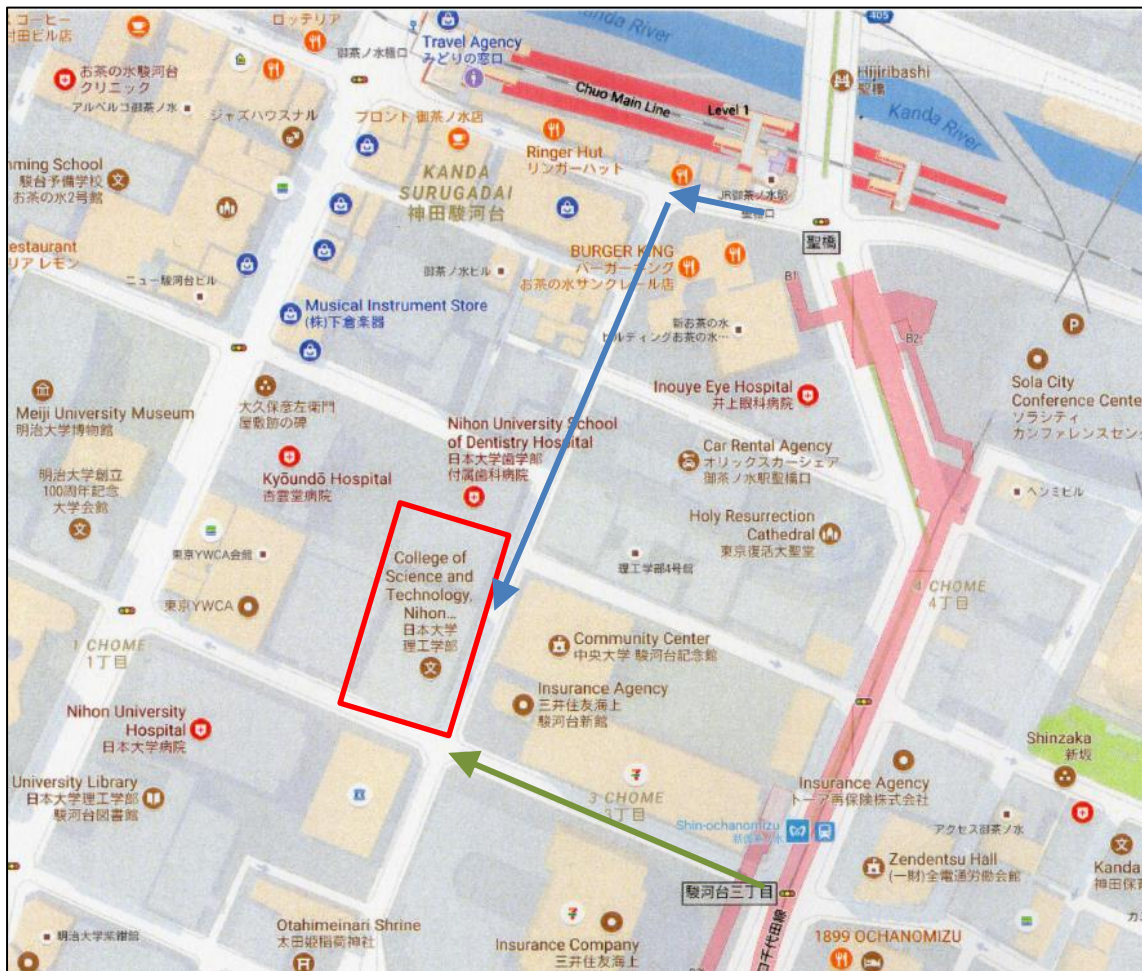 ロッテリア
コーヒー
村田ビル店
御茶ノ水橋口
Travel Agency
みどりの窓口
405
Kanda River
Hijiribashi
聖橋
お茶の水駿河台
クリニック
アルベルゴ御茶ノ水
ジャズハウスナル
プロント 御茶ノ水店
Chuo Main Line
Level 1
Kanda River
Ringer Hut
リンガーハット
KANDA
SURUGADAI
神田駿河台
mming School
駿台予備学校
お茶の水2号館
JR御茶ノ水駅
聖橋口
聖橋
estaurant
リア レモン
ニュー駿河台ビル
御茶ノ水ビル
BURGER KING
バーガーキング
お茶の水サンクレール店
B1
B2
Musical Instrument Store
(株)下倉楽器
新お茶の水
ビルディングお茶の水…
P
Sola City
Conference Center
ソラシティ
カンファレンスセン
Inouye Eye Hospital
井上眼科病院
Meiji University Museum
明治大学博物館
大久保彦左衛門
屋敷跡の碑
Nihon University School
of Dentistry Hospital
日本大学歯学部
付属歯科病院
Car Rental Agency
オリックスカーシェア
御茶ノ水駅聖橋口
明治大学創立
100周年記念
大学会館
Kyōundō Hospital
杏雲堂病院
ヘンミビル
Holy Resurrection
Cathedral
東京復活大聖堂
東京YWCA会館
College of
Science and
Technology,
Nihon...
日本大学
理工学部
理工学部4号館
4 CHOME
4丁目
東京YWCA
1 CHOME
1丁目
Community Center
中央大学 駿河台記念館
Insurance Agency
三井住友海上
駿河台新館
Nihon University
Hospital
日本大学病院
Shinzaka
新坂
University Library
日本大学理工学部
駿河台図書館
3 CHOME
3丁目
Insurance Agency
トーア再保険株式会社
Shin-ochanomizu
新御茶ノ水
アクセス御茶ノ水
Zendentsu Hall
(一財)全電通労働会館
Kanda
神田保
駿河台三丁目
千代田線
Otahimeinari Shrine
太田姫稲荷神社
明治大学紫紺館
Insurance Company
三井住友海上
1899 OCHANOMIZU